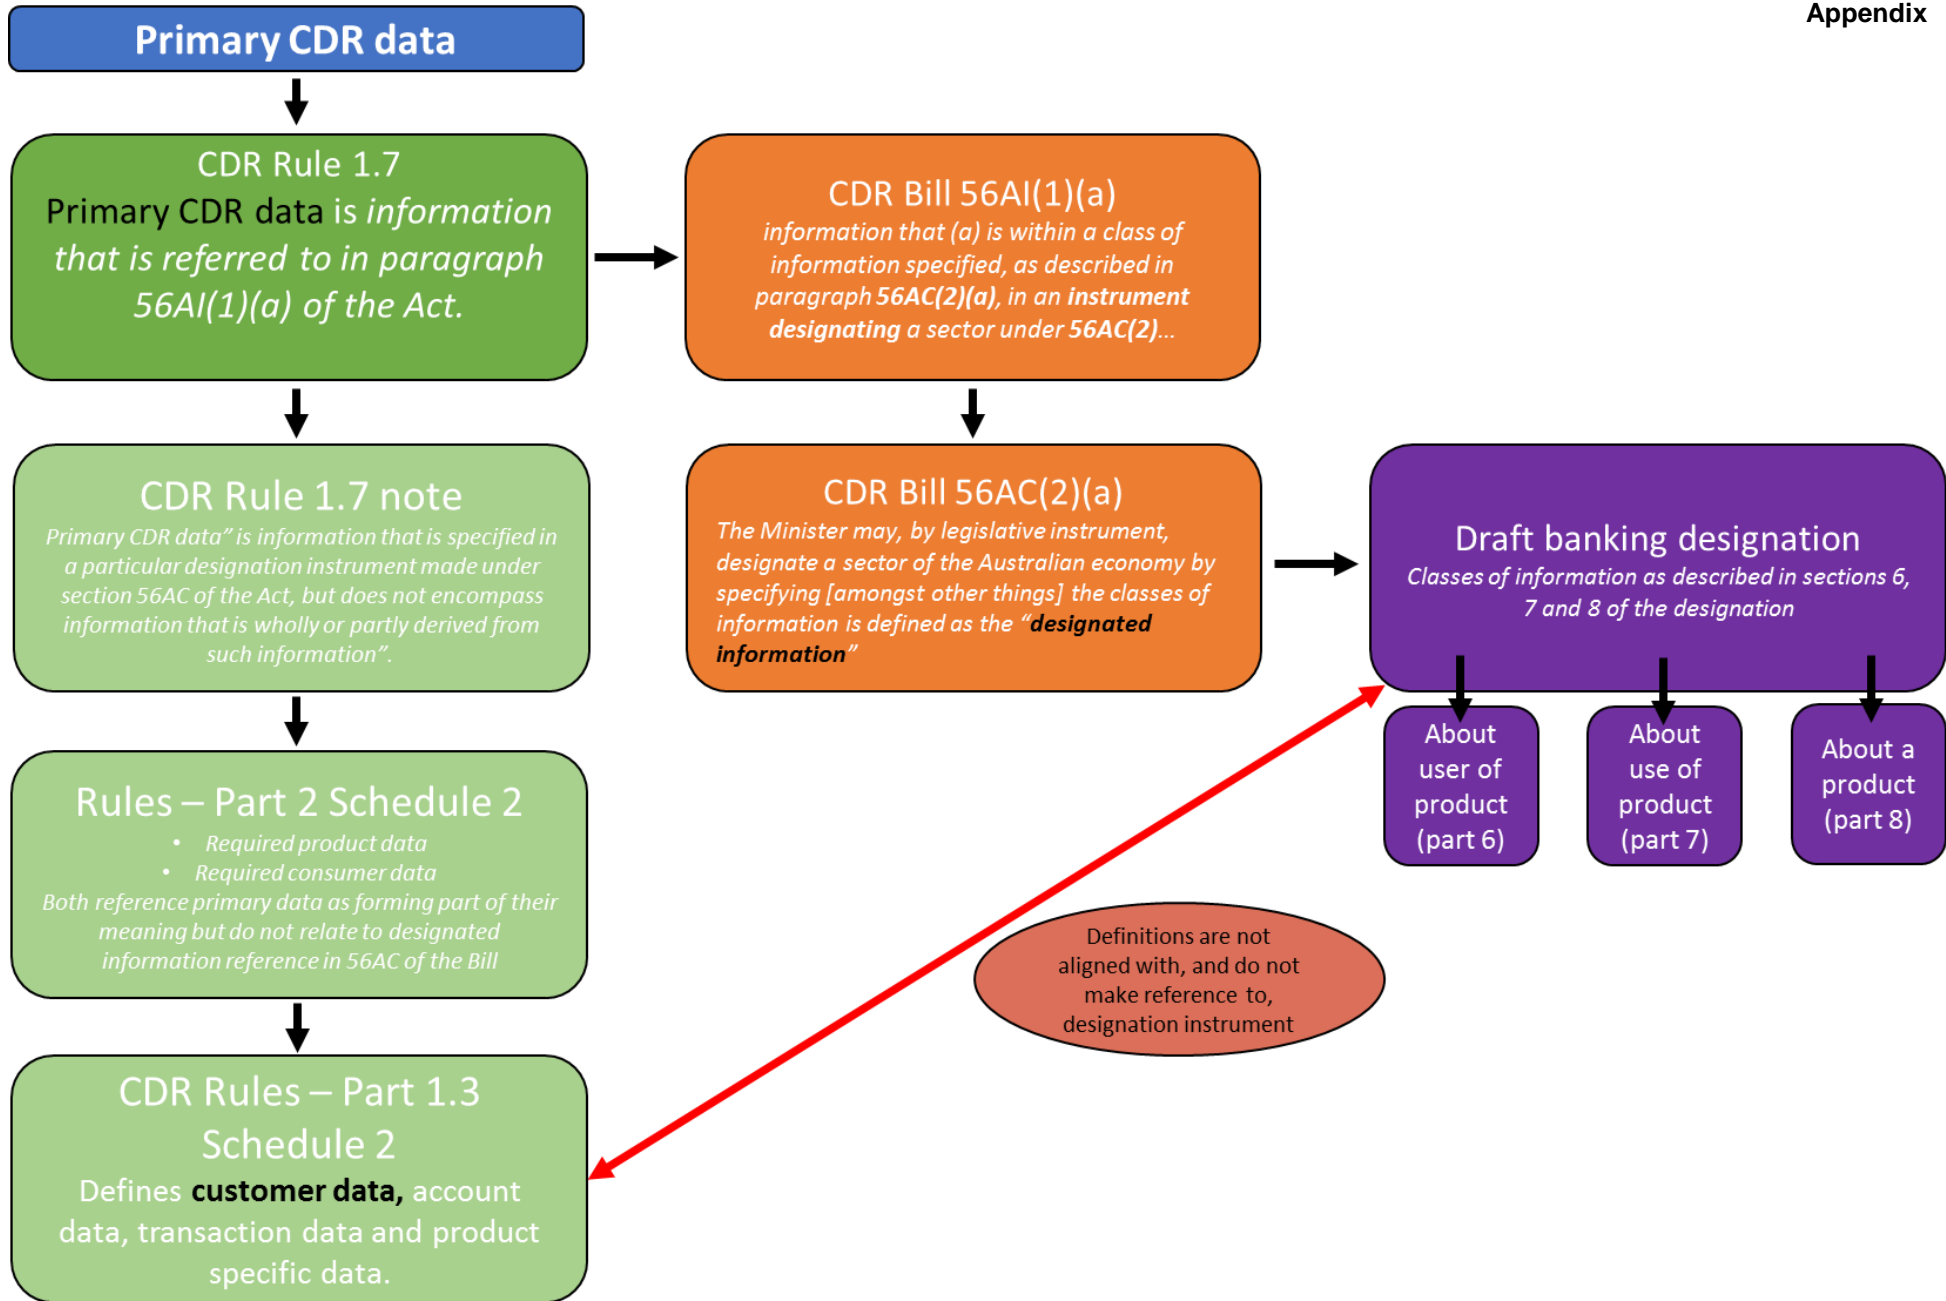 Appendix
Primary CDR data
CDR Rule 1.7
Primary CDR data is information
that is referred to in paragraph
56AI(1)(a) of the Act.
CDR Bill 56AI(1)(a)
information that (a) is within a class of
information specified, as described in
paragraph 56AC(2)(a), in an instrument
designating a sector under 56AC(2)...
CDR Rule 1.7 note
Primary CDR data” is information that is specified in
a particular designation instrument made under
section 56AC of the Act, but does not encompass
information that is wholly or partly derived from
such information”.
CDR Bill 56AC(2)(a)
The Minister may, by legislative instrument,
designate a sector of the Australian economy by
specifying [amongst other things] the classes of
information is defined as the “designated
information”
Draft banking designation
Classes of information as described in sections 6,
7 and 8 of the designation
About
user of
product
(part 6)
About
use of
product
(part 7)
About a
product
(part 8)
Rules – Part 2 Schedule 2
• Required product data
• Required consumer data
Both reference primary data as forming part of their
meaning but do not relate to designated
information reference in 56AC of the Bill
Definitions are not
aligned with, and do not
make reference to,
designation instrument
CDR Rules – Part 1.3
Schedule 2
Defines customer data, account
data, transaction data and product
specific data.